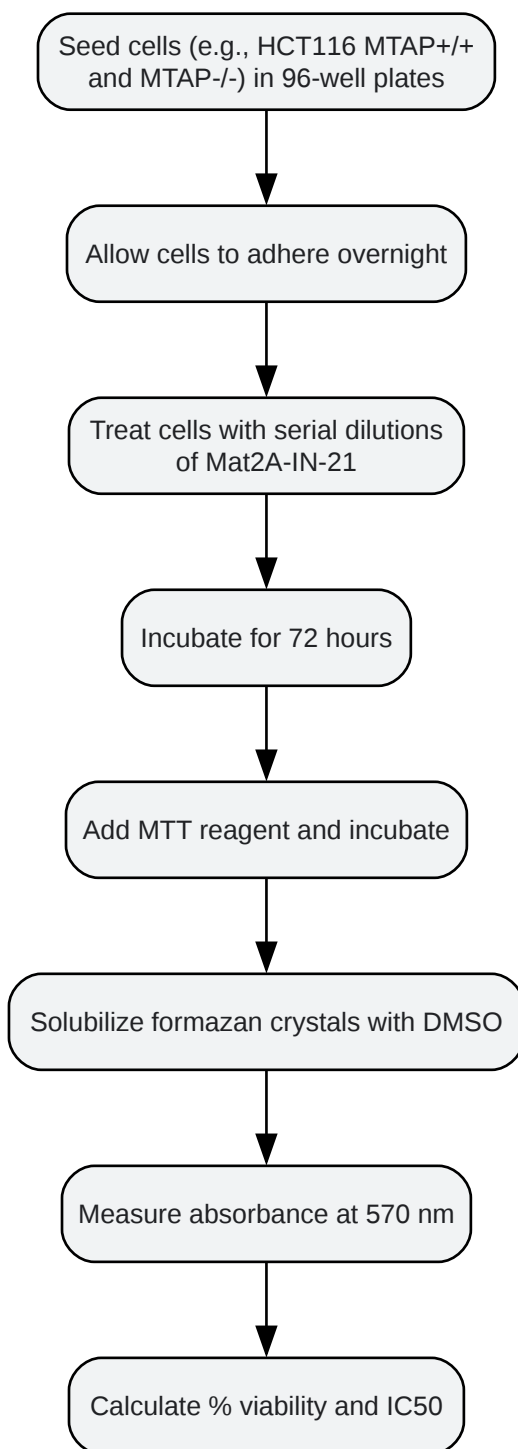 Seed cells (e.g., HCT116 MTAP+/+
and MTAP-/-) in 96-well plates
Allow cells to adhere overnight
Treat cells with serial dilutions
of Mat2A-IN-21
Incubate for 72 hours
Add MTT reagent and incubate
Solubilize formazan crystals with DMSO
Measure absorbance at 570 nm
Calculate % viability and IC50